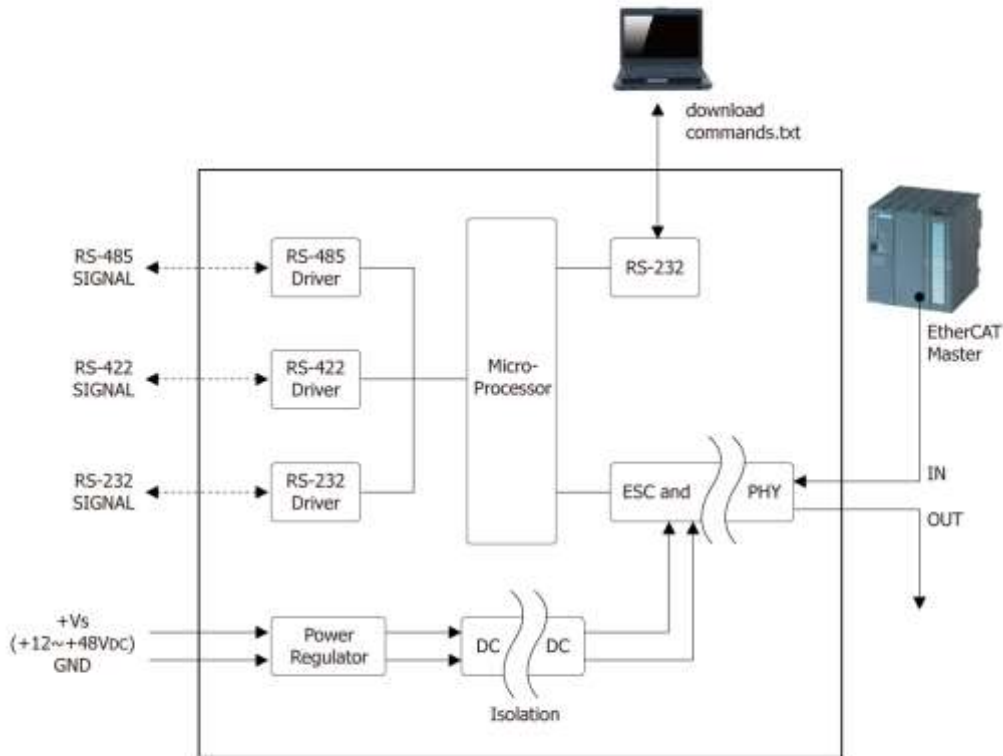 download
commands.txt
RS-485
SIGNAL
RS-485
Driver
RS-232
EtherCAT
Master
RS-422
SIGNAL
RS-422
Driver
Micro-
Processor
RS-232
SIGNAL
RS-232
Driver
ESC and
PHY
IN
OUT
+Vs
(+12~+48VDC)
GND
Power
Regulator
DC
DC
Isolation